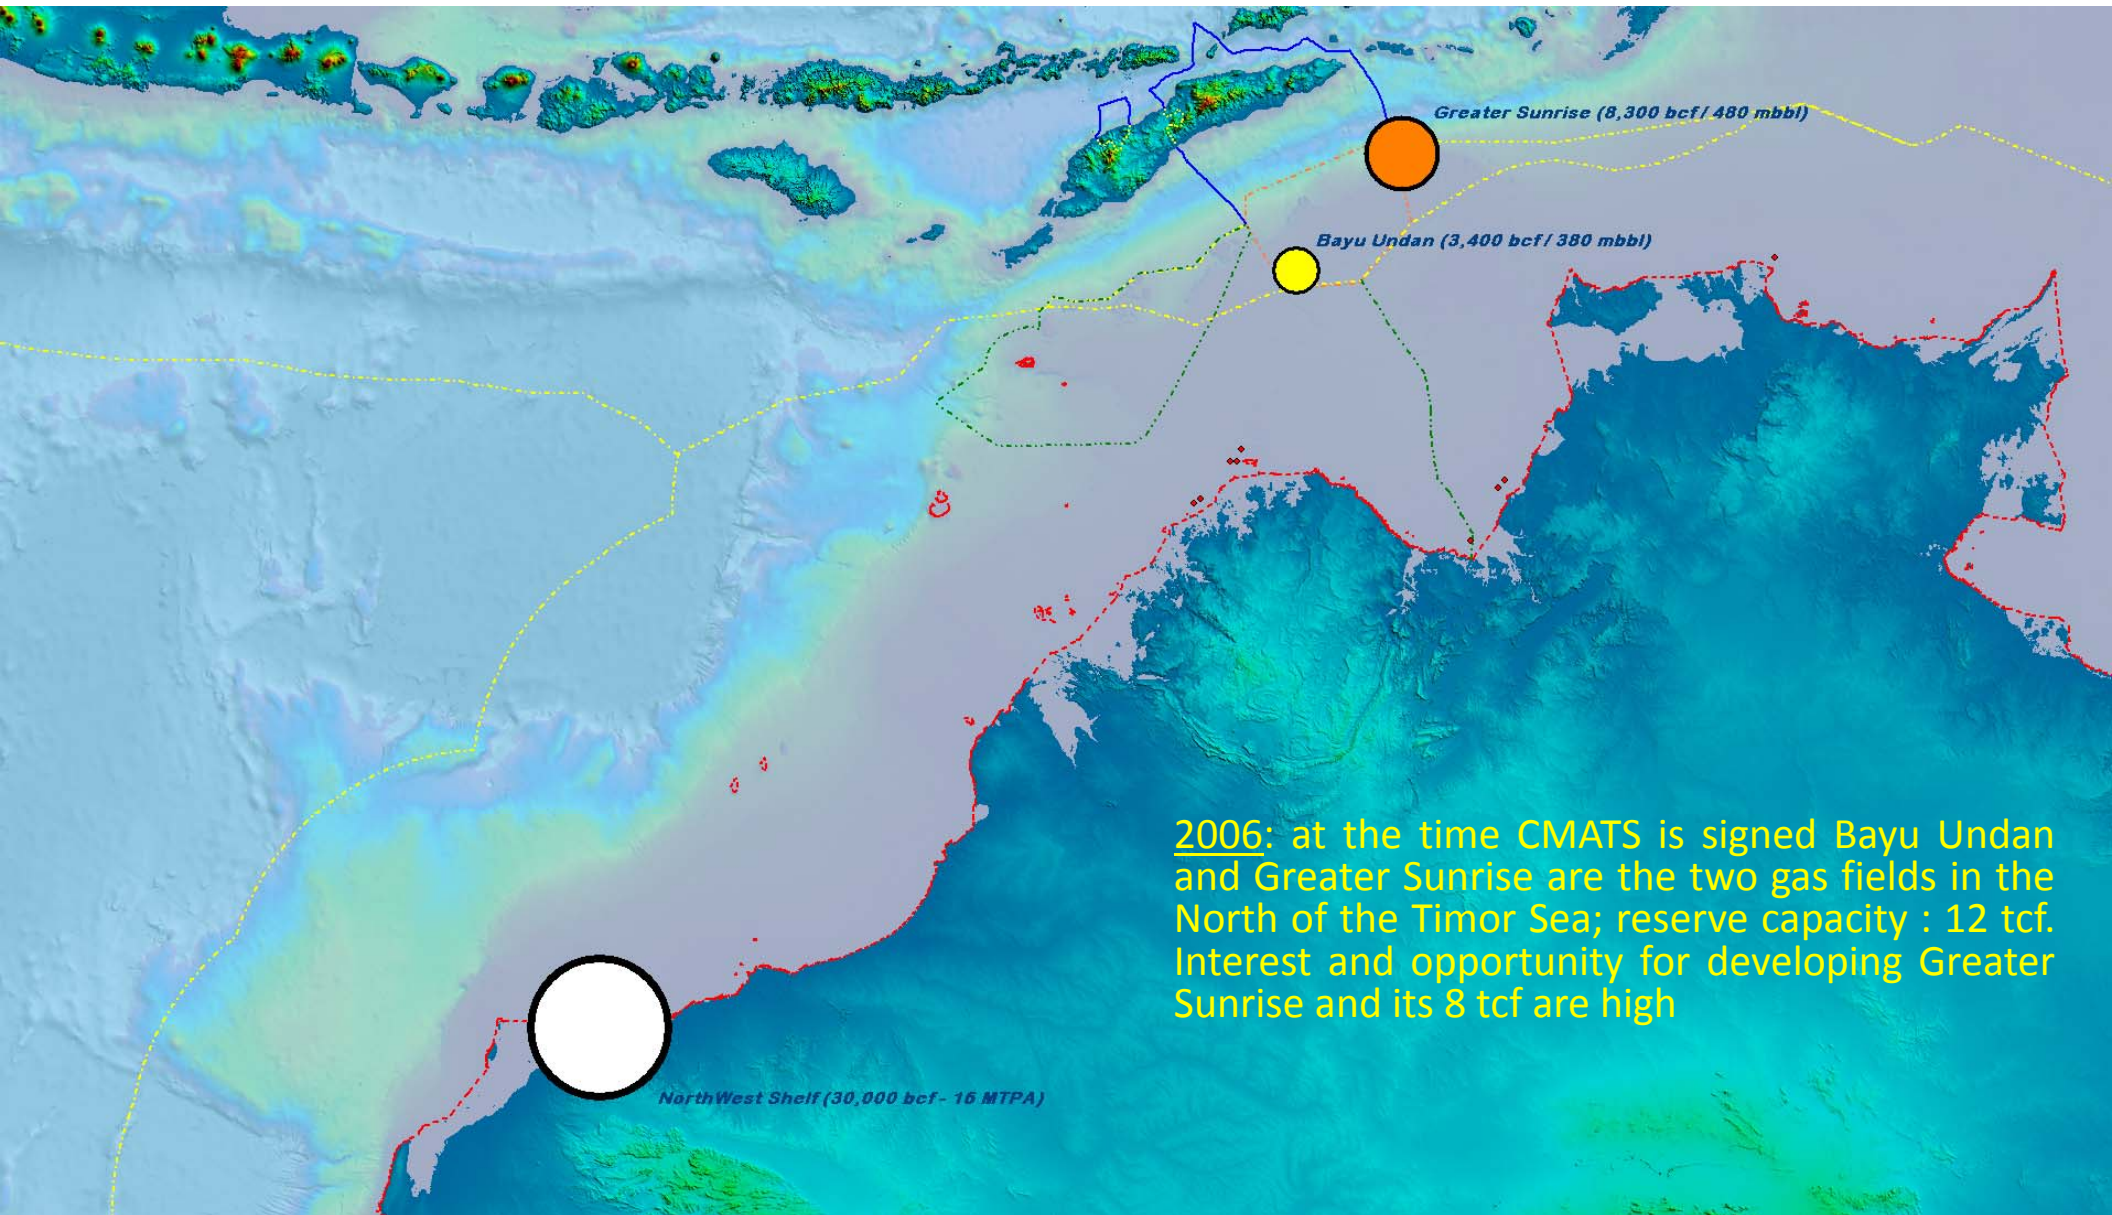 Greater Sunrise (8,300 bcf / 480 mbbl)
Bayu Undan (3,400 bcf / 380 mbbl)
2006: at the time CMATS is signed Bayu Undan
and Greater Sunrise are the two gas fields in the
North of the Timor Sea; reserve capacity : 12 tcf.
Interest and opportunity for developing Greater
Sunrise and its 8 tcf are high
NorthWest Shelf (30,000 bcf - 16 MTPA)